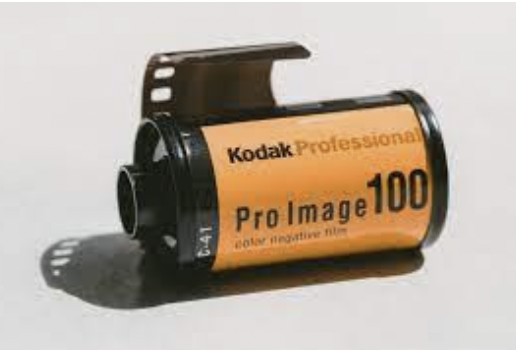 Kodak Professional
Pro Image 100
color negative film
C-41